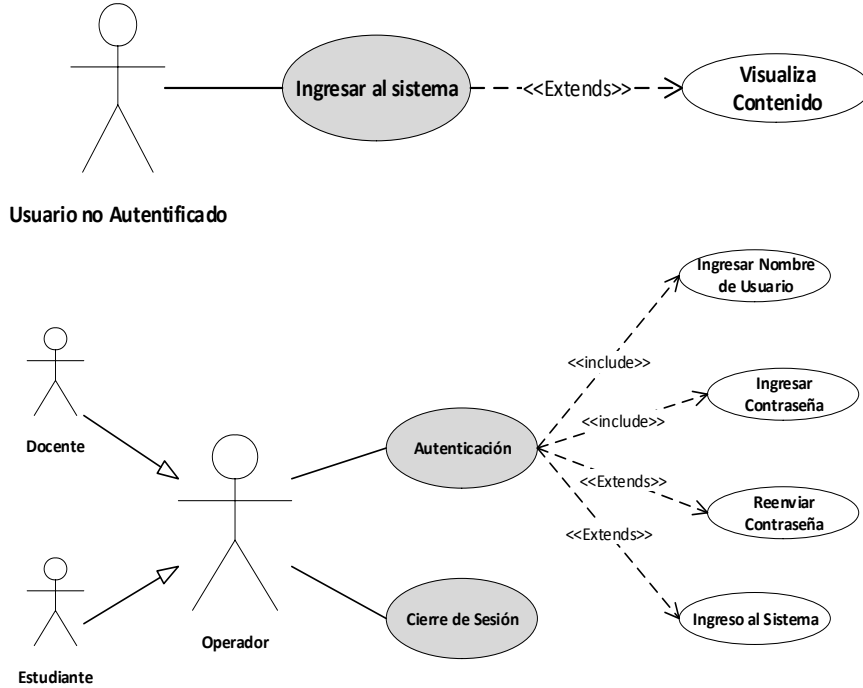 Ingresar al sistema
<<Extends>>
Visualiza
Contenido
Usuario no Autentificado
Ingresar Nombre
de Usuario
<<include>>
Docente
Ingresar
Contraseña
<<include>>
Autenticación
<<Extends>>
Reenviar
Contraseña
<<Extends>>
Operador
Cierre de Sesión
Ingreso al Sistema
Estudiante